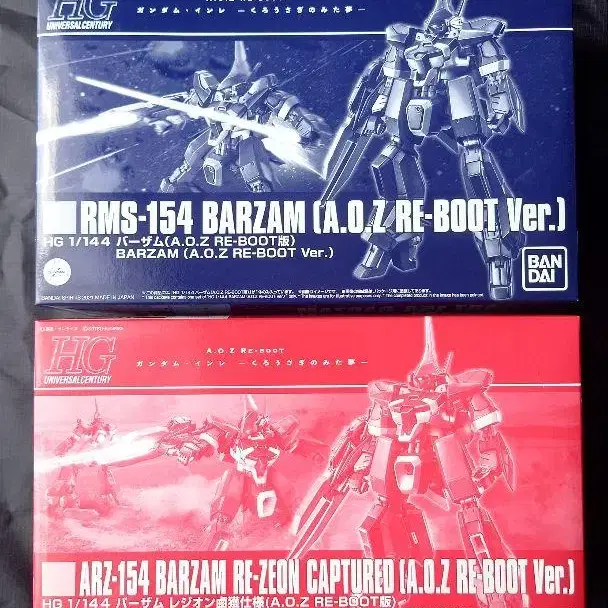 HG
UNIVERSAL CENTURY
ガンダム・インレ ―くろうさぎのみた夢―
RMS-154 BARZAM (A.O.Z RE-BOOT Ver.)
HG 1/144 バーザム(A.O.Z RE-BOOT版)
BARZAM (A.O.Z RE-BOOT Ver.)
BAN
DAI
HG
UNIVERSAL CENTURY
A.O.Z RE-BOOT
ガンダム・インレ ―くろうさぎのみた夢―
ARZ-154 BARZAM RE-ZEON CAPTURED (A.O.Z RE-BOOT Ver.)
HG 1/144 バーザム レジオン鹵獲仕様(A.O.Z RE-BOOT版)